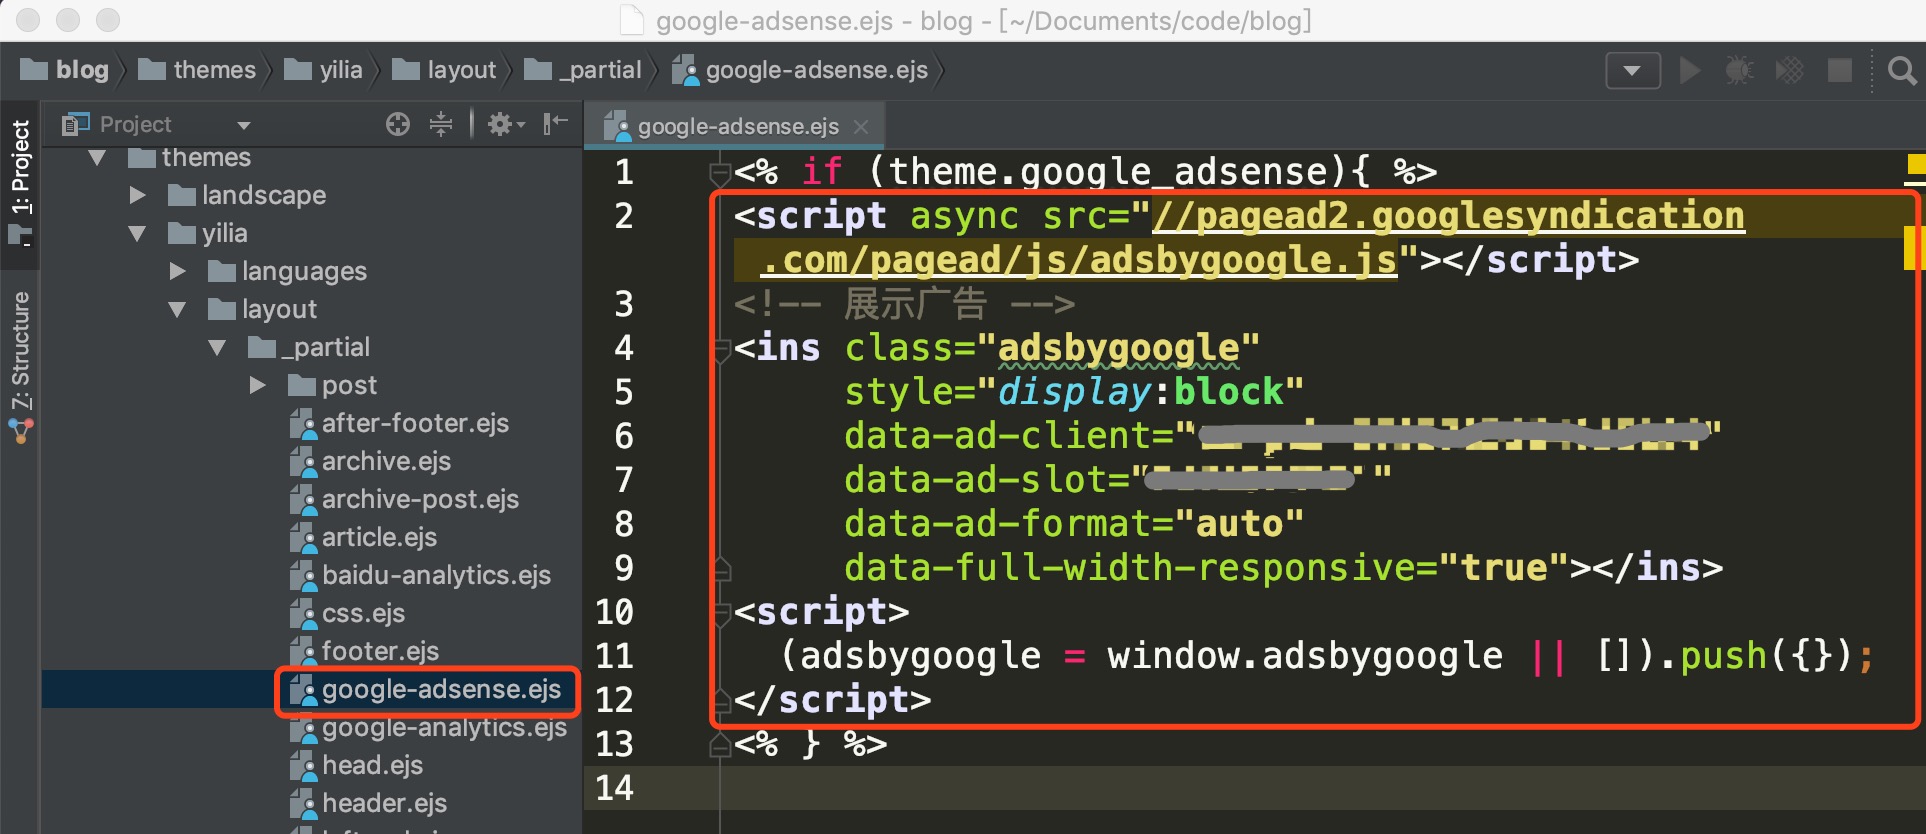 google-adsense.ejs - blog - [~/Documents/code/blog]
blog themes yilia layout _partial google-adsense.ejs
1: Project
7: Structure
Project
themes
landscape
yilia
languages
layout
_partial
post
after-footer.ejs
archive.ejs
archive-post.ejs
article.ejs
baidu-analytics.ejs
css.ejs
footer.ejs
google-adsense.ejs
google-analytics.ejs
head.ejs
header.ejs
google-adsense.ejs
1 <% if (theme.google_adsense){ %>
2 <script async src="//pagead2.googlesyndication
.com/pagead/js/adsbygoogle.js"></script>
3 <!-- 展示广告 -->
4 <ins class="adsbygoogle"
5 style="display:block"
6 data-ad-client=""
7 data-ad-slot=""
8 data-ad-format="auto"
9 data-full-width-responsive="true"></ins>
10 <script>
11 (adsbygoogle = window.adsbygoogle || []).push({});
12 </script>
13 <% } %>
14